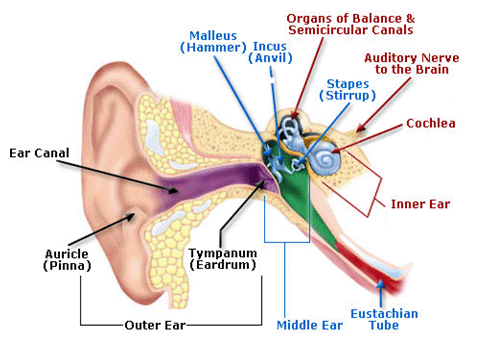 Organs of Balance &
Semicircular Canals
Malleus
(Hammer)
Incus
(Anvil)
Auditory Nerve
to the Brain
Stapes
(Stirrup)
Cochlea
Ear Canal
Inner Ear
Auricle
(Pinna)
Tympanum
(Eardrum)
Outer Ear
Middle Ear
Eustachian
Tube